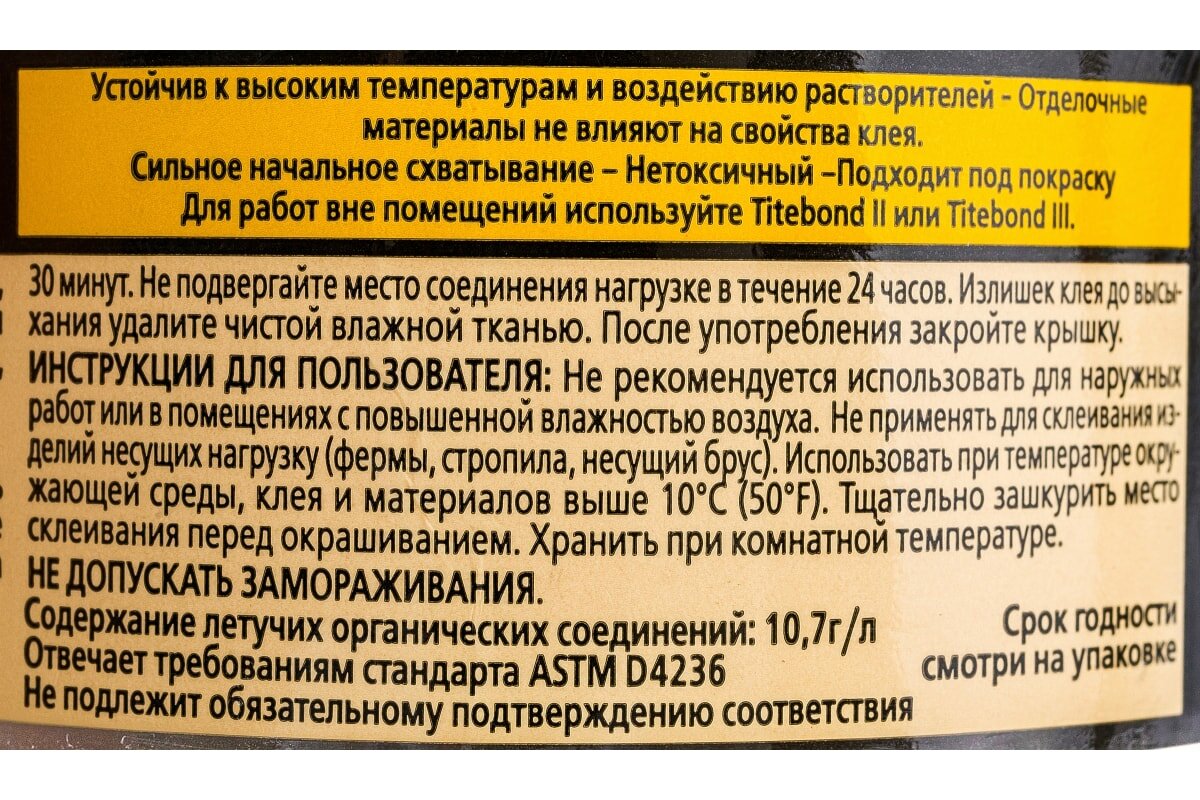 Устойчив к высоким температурам и воздействию растворителей - Отделочные
материалы не влияют на свойства клея.
Сильное начальное схватывание – Нетоксичный –Подходит под покраску
Для работ вне помещений используйте Titebond II или Titebond III.
30 минут. Не подвергайте место соединения нагрузке в течение 24 часов. Излишек клея до высы-
хания удалите чистой влажной тканью. После употребления закройте крышку.
ИНСТРУКЦИИ ДЛЯ ПОЛЬЗОВАТЕЛЯ: Не рекомендуется использовать для наружных
работ или в помещениях с повышенной влажностью воздуха. Не применять для склеивания из-
делий несущих нагрузку (фермы, стропила, несущий брус). Использовать при температуре окру-
жающей среды, клея и материалов выше 10°C (50°F). Тщательно зашкурить место
склеивания перед окрашиванием. Хранить при комнатной температуре.
НЕ ДОПУСКАТЬ ЗАМОРАЖИВАНИЯ.
Содержание летучих органических соединений: 10,7г/л
Отвечает требованиям стандарта ASTM D4236
Не подлежит обязательному подтверждению соответствия
Срок годности
смотри на упаковке